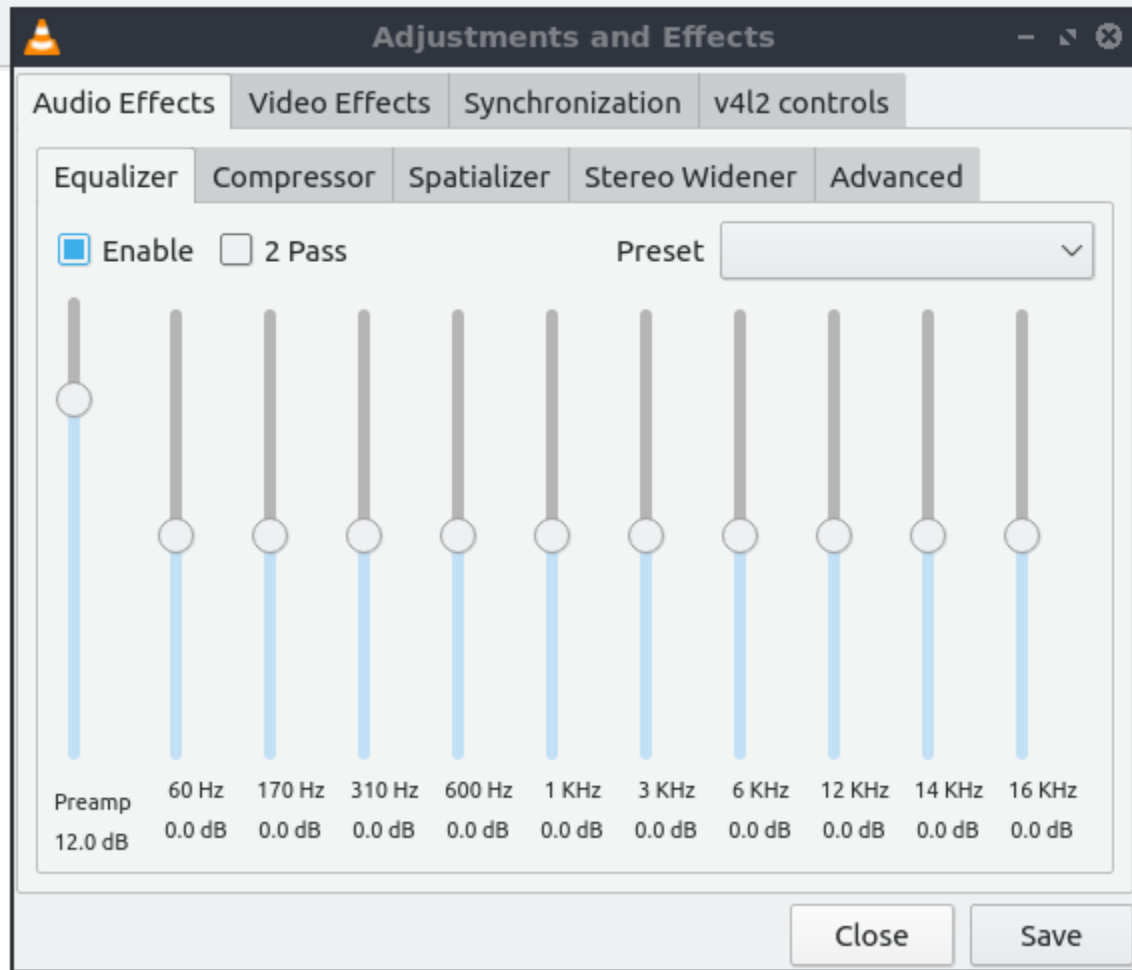 Adjustments and Effects
Audio Effects Video Effects Synchronization v4l2 controls
Equalizer Compressor Spatializer Stereo Widener Advanced
Enable 2 Pass Preset
Preamp 60 Hz 170 Hz 310 Hz 600 Hz 1 KHz 3 KHz 6 KHz 12 KHz 14 KHz 16 KHz
12.0 dB 0.0 dB 0.0 dB 0.0 dB 0.0 dB 0.0 dB 0.0 dB 0.0 dB 0.0 dB 0.0 dB 0.0 dB
Close Save